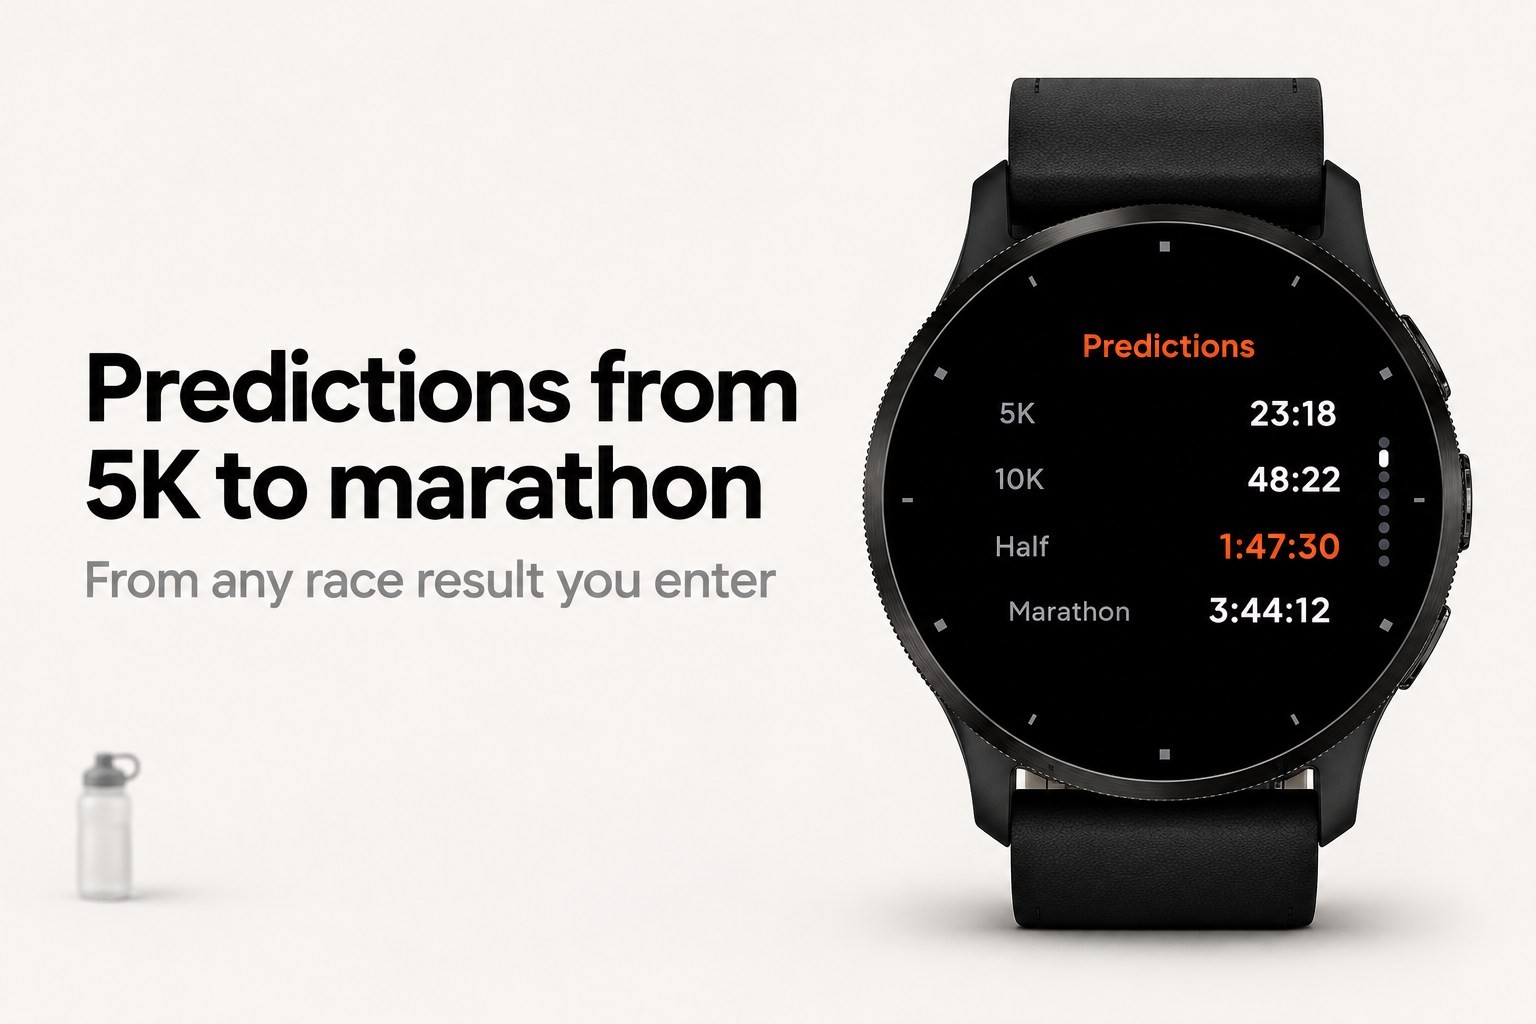 Predictions from
5K to marathon
From any race result you enter
Predictions
5K 23:18
10K 48:22
Half 1:47:30
Marathon 3:44:12